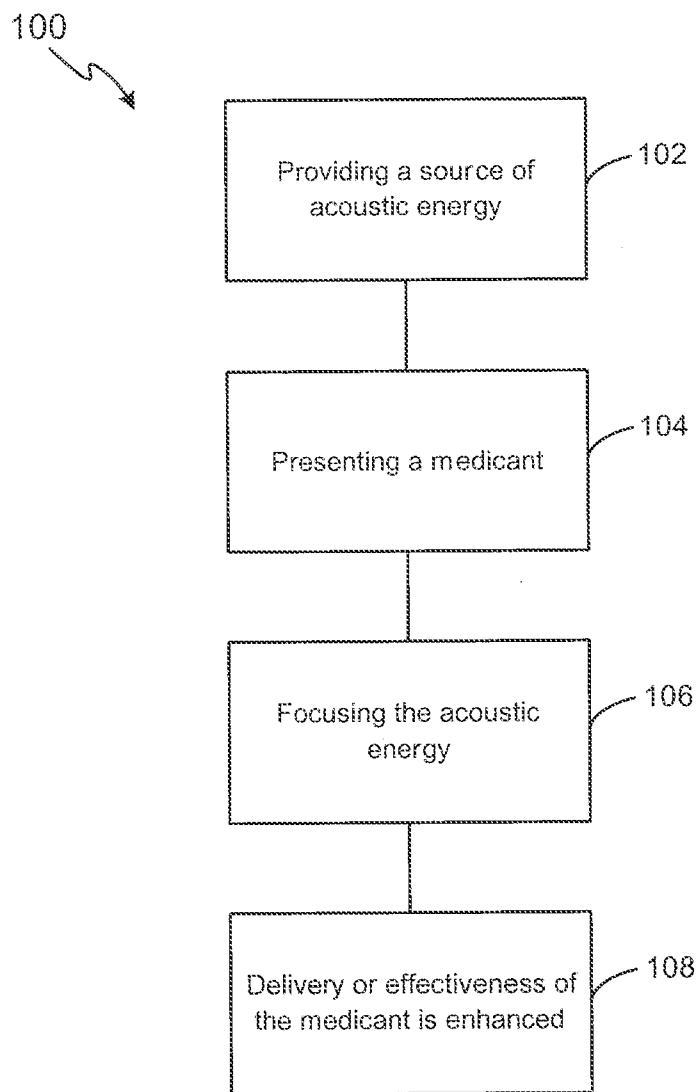 100
Providing a source of
acoustic energy
102
Presenting a medicant
104
Focusing the acoustic
energy
106
Delivery or effectiveness of
the medicant is enhanced
108